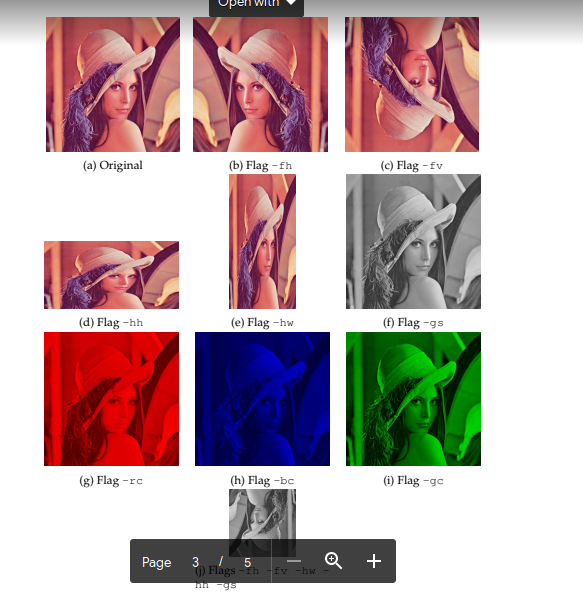 Open with
(a) Original
(b) Flag -fh
(c) Flag -fv
(d) Flag -hh
(e) Flag -hw
(f) Flag -gs
(g) Flag -rc
(h) Flag -bc
(i) Flag -gc
Page 3 / 5
(j) Flags -fh -fv -hw -
hh -gs